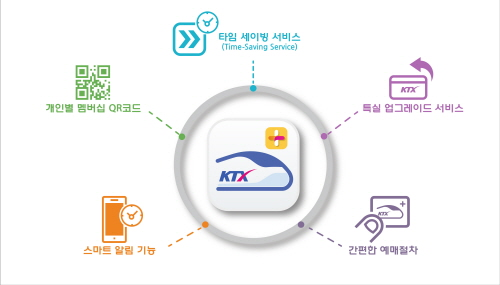 타임 세이빙 서비스
(Time-Saving Service)
개인별 멤버십 QR코드
KTX
특실 업그레이드 서비스
KTX
스마트 알림 기능
KTX
간편한 예매절차